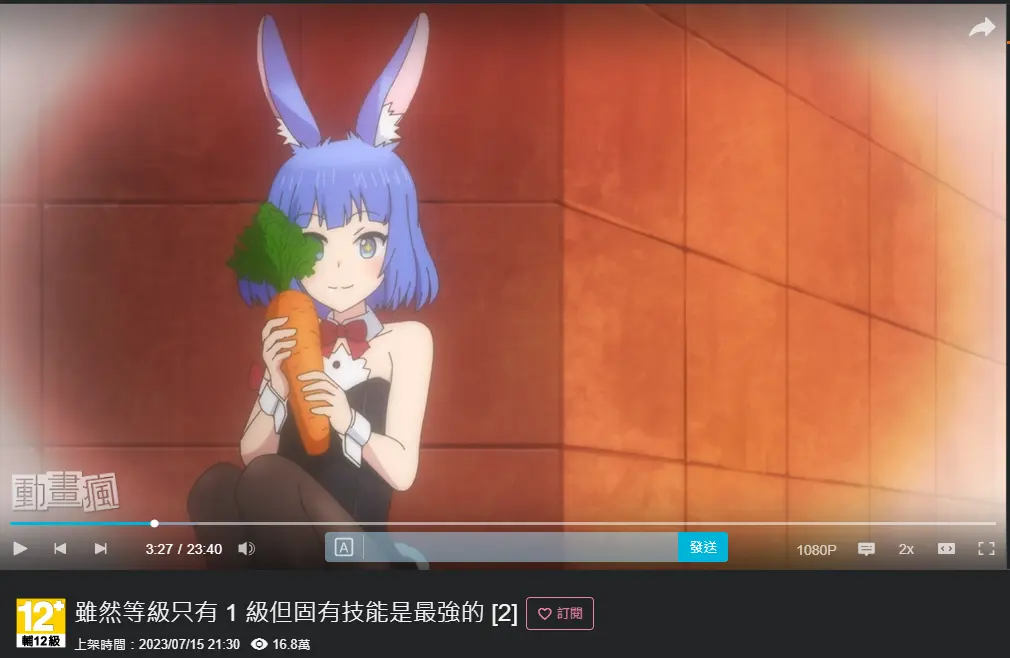 動畫瘋
3:27 / 23:40
A
發送
1080P
2x
12+
輔12級
雖然等級只有 1 級但固有技能是最強的 [2]
訂閱
上架時間：2023/07/15 21:30
16.8萬